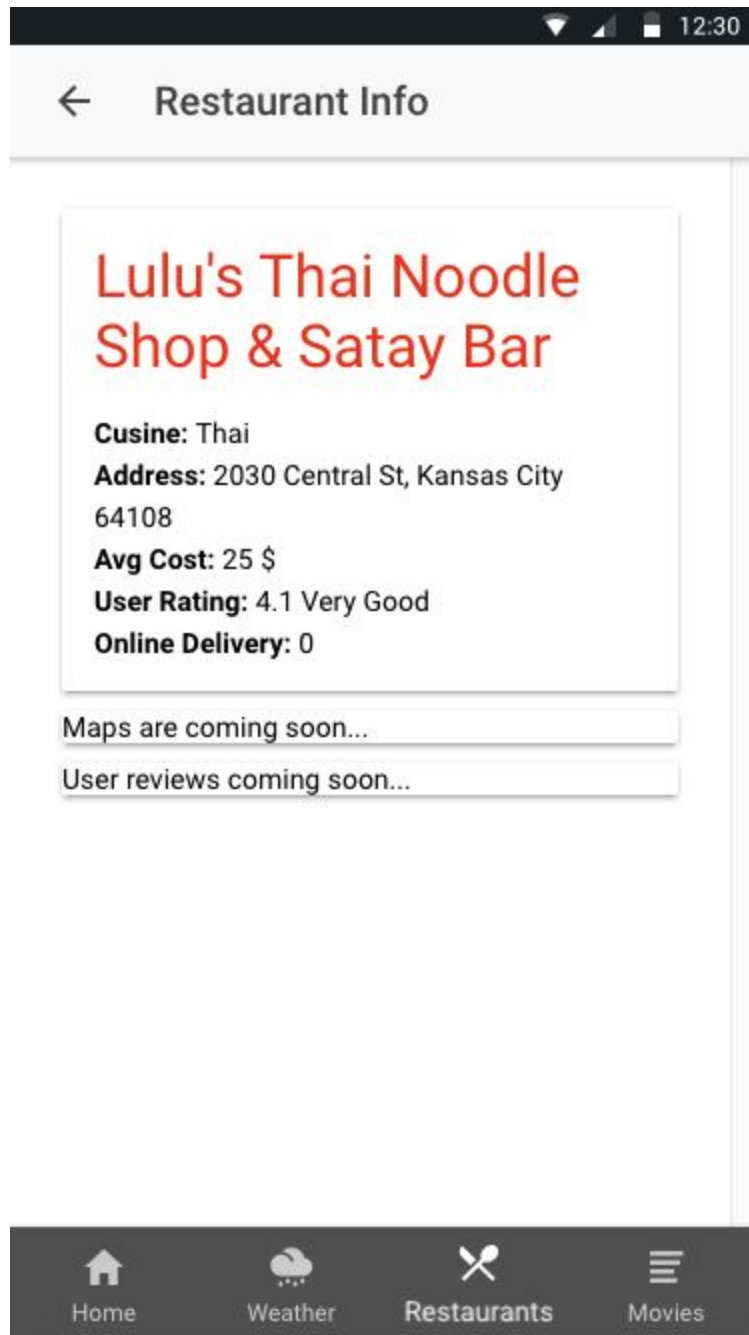 12:30
Restaurant Info
Lulu's Thai Noodle
Shop & Satay Bar
Cusine: Thai
Address: 2030 Central St, Kansas City
64108
Avg Cost: 25 $
User Rating: 4.1 Very Good
Online Delivery: 0
Maps are coming soon...
User reviews coming soon...
Home Weather Restaurants Movies